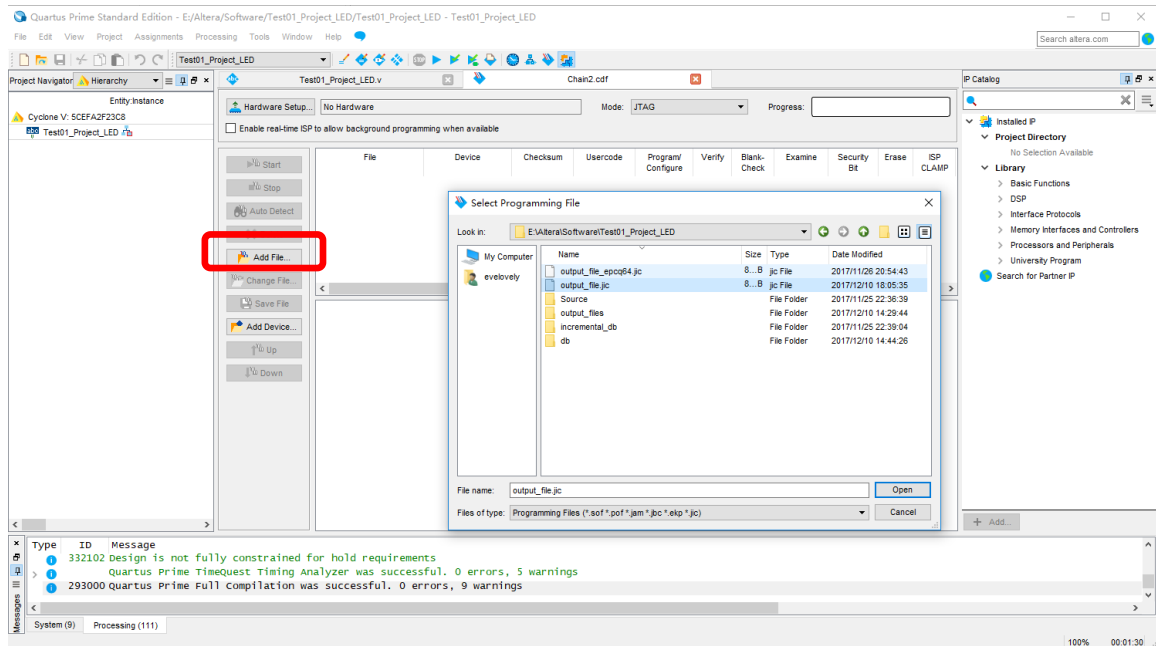 Quartus Prime Standard Edition - E:/Altera/Software/Test01_Project_LED/Test01_Project_LED - Test01_Project_LED
File Edit View Project Assignments Processing Tools Window Help
Search altera.com
Test01_Project_LED
Project Navigator Hierarchy
Entity:Instance
Cyclone V: 5CEFA2F23C8
Test01_Project_LED
Test01_Project_LED.v
Chain2.cdf
Hardware Setup... No Hardware Mode: JTAG Progress:
Enable real-time ISP to allow background programming when available
Start
Stop
Auto Detect
Add File...
Change File...
Save File
Add Device...
Up
Down
File Device Checksum Usercode Program/ Configure Verify Blank- Check Examine Security Bit Erase ISP CLAMP
Select Programming File
Look in: E:\Altera\Software\Test01_Project_LED
My Computer
evelovely
Name Size Type Date Modified
output_file_epcq64.jic 8...B jic File 2017/11/26 20:54:43
output_file.jic 8...B jic File 2017/12/10 18:05:35
Source File Folder 2017/11/25 22:36:39
output_files File Folder 2017/12/10 14:29:44
incremental_db File Folder 2017/11/25 22:39:04
db File Folder 2017/12/10 14:44:26
File name: output_file.jic Open
Files of type: Programming Files (*.sof *.pof *.jam *.jbc *.ekp *.jic) Cancel
IP Catalog
Installed IP
Project Directory
No Selection Available
Library
Basic Functions
DSP
Interface Protocols
Memory Interfaces and Controllers
Processors and Peripherals
University Program
Search for Partner IP
+ Add...
Messages
Type ID Message
332102 Design is not fully constrained for hold requirements
Quartus Prime TimeQuest Timing Analyzer was successful. 0 errors, 5 warnings
293000 Quartus Prime Full Compilation was successful. 0 errors, 9 warnings
System (9) Processing (111)
100% 00:01:30